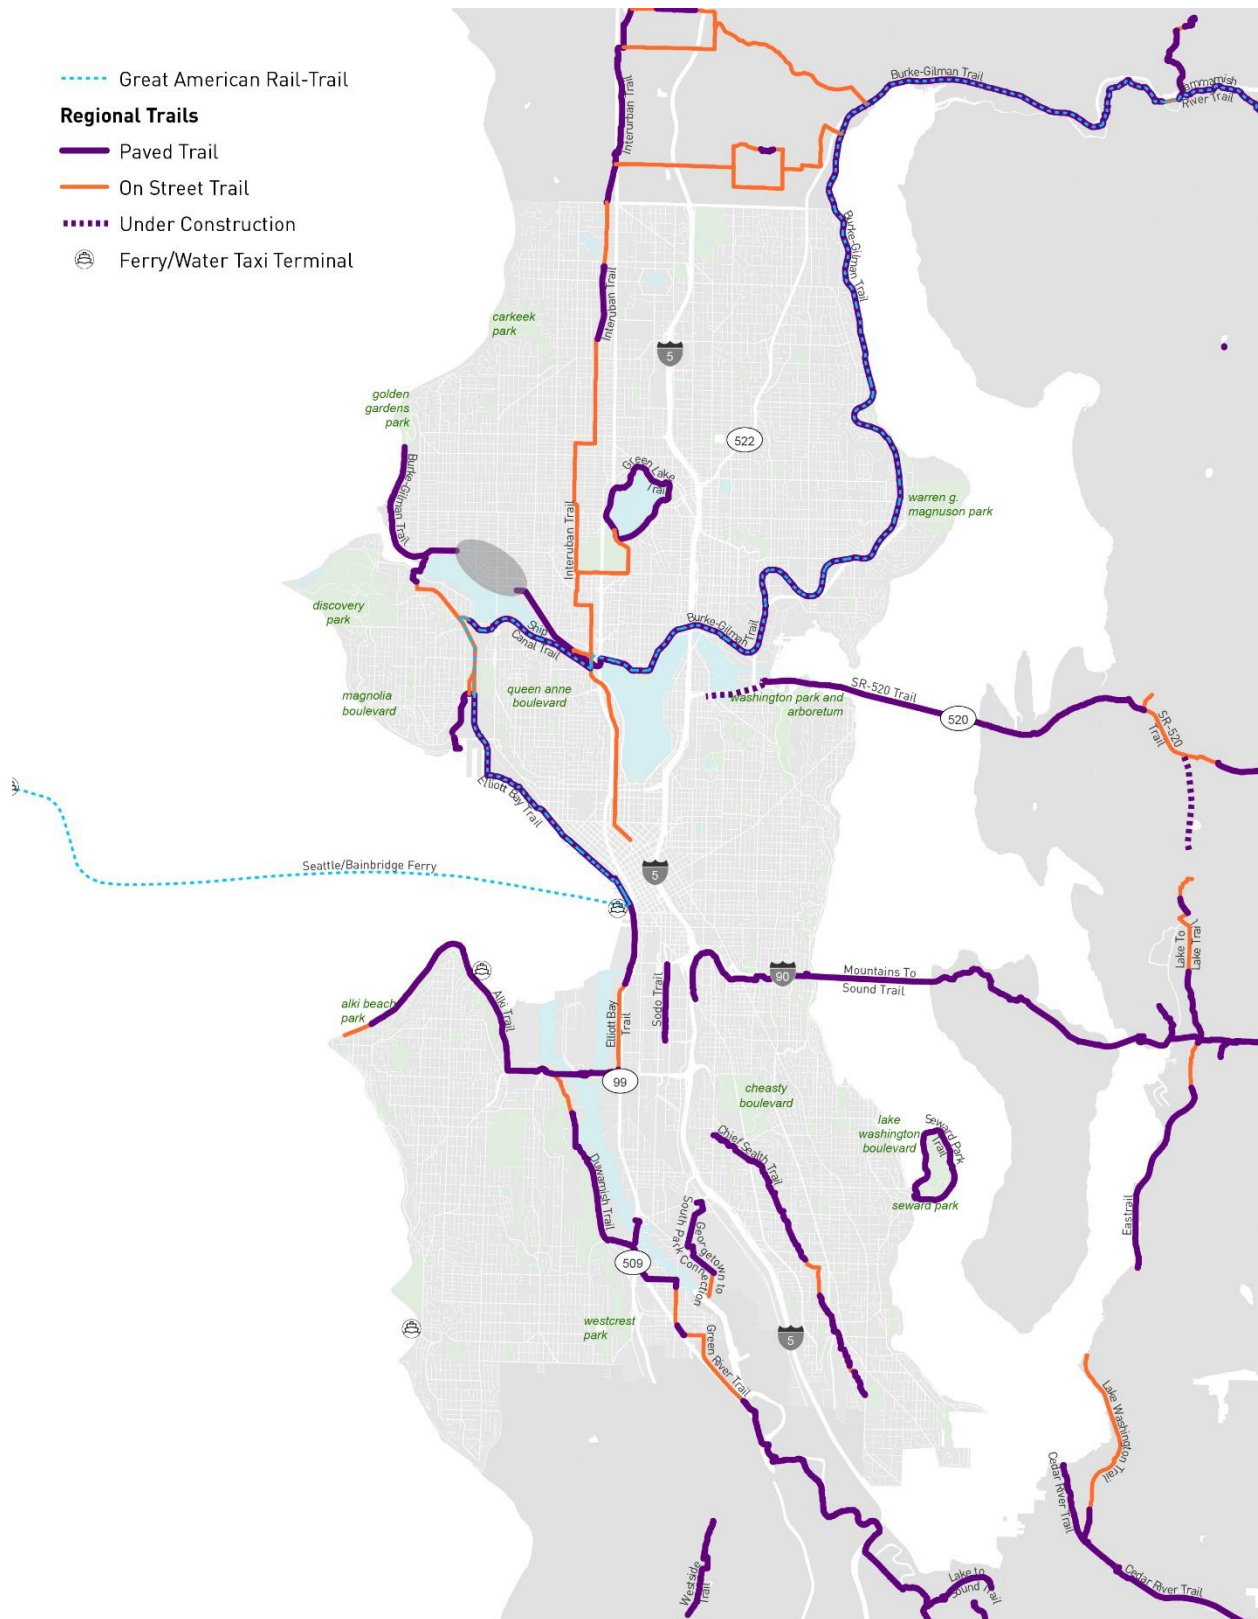 Great American Rail-Trail
Regional Trails
Paved Trail
On Street Trail
Under Construction
Ferry/Water Taxi Terminal
Burke-Gilman Trail
Sammamish
River Trail
Interurban Trail
Burke-Gilman Trail
Interuban Trail
carkeek
park
5
golden
gardens
park
522
Burke-Gilman Trail
Green Lake
Trail
warren g.
magnuson park
Interuban Trail
discovery
park
Ship
Canal Trail
Burke-Gilman
Trail
magnolia
boulevard
queen anne
boulevard
SR-520 Trail
washington park and
arboretum
520
SR-520
Trail
Elliott Bay Trail
Seattle/Bainbridge Ferry
5
Lake To
Lake Trail
Mountains To
Sound Trail
90
alki beach
park
Alki Trail
Elliott Bay
Trail
Sodo Trail
99
cheasty
boulevard
lake
washington
boulevard
Seward Park
Trail
Chief Sealth Trail
Duwamish Trail
seward park
Eastrail
Georgetown to
South Park Connection
509
westcrest
park
5
Green River Trail
Lake Washington Trail
Cedar River Trail
Cedar River Trail
Westside
Trail
Lake to
Sound Trail